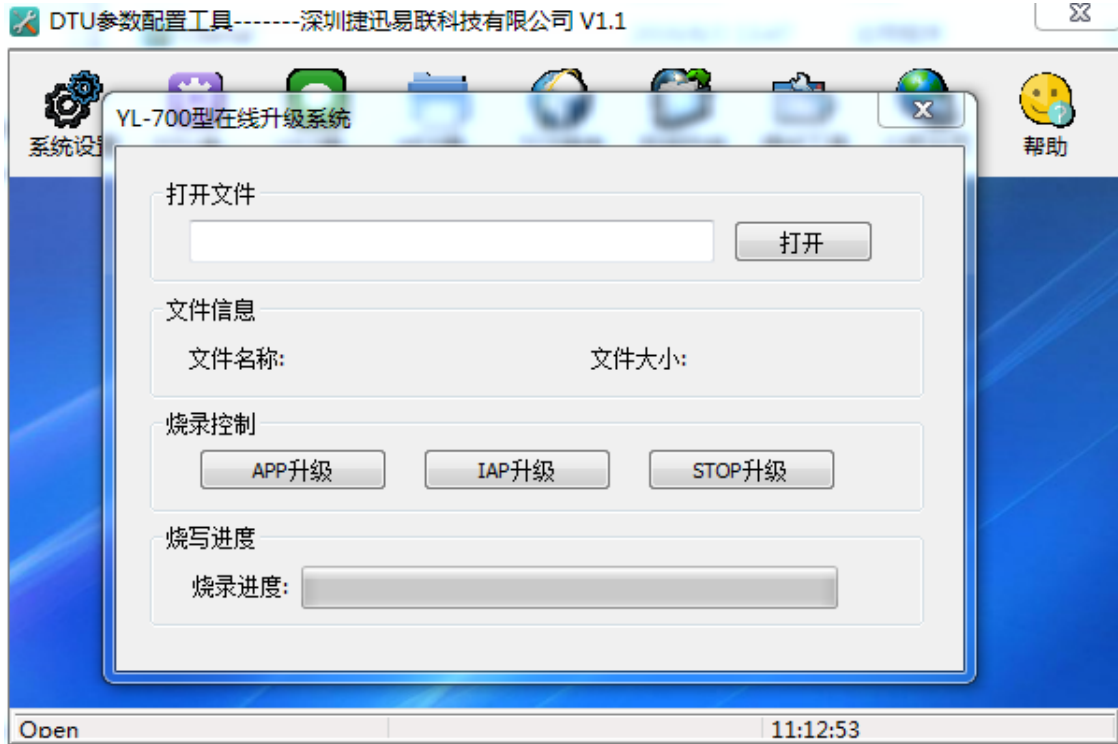 DTU参数配置工具-------深圳捷迅易联科技有限公司 V1.1
系统设
帮助
YL-700型在线升级系统
打开文件
打开
文件信息
文件名称:
文件大小:
烧录控制
APP升级
IAP升级
STOP升级
烧写进度
烧录进度:
Open
11:12:53